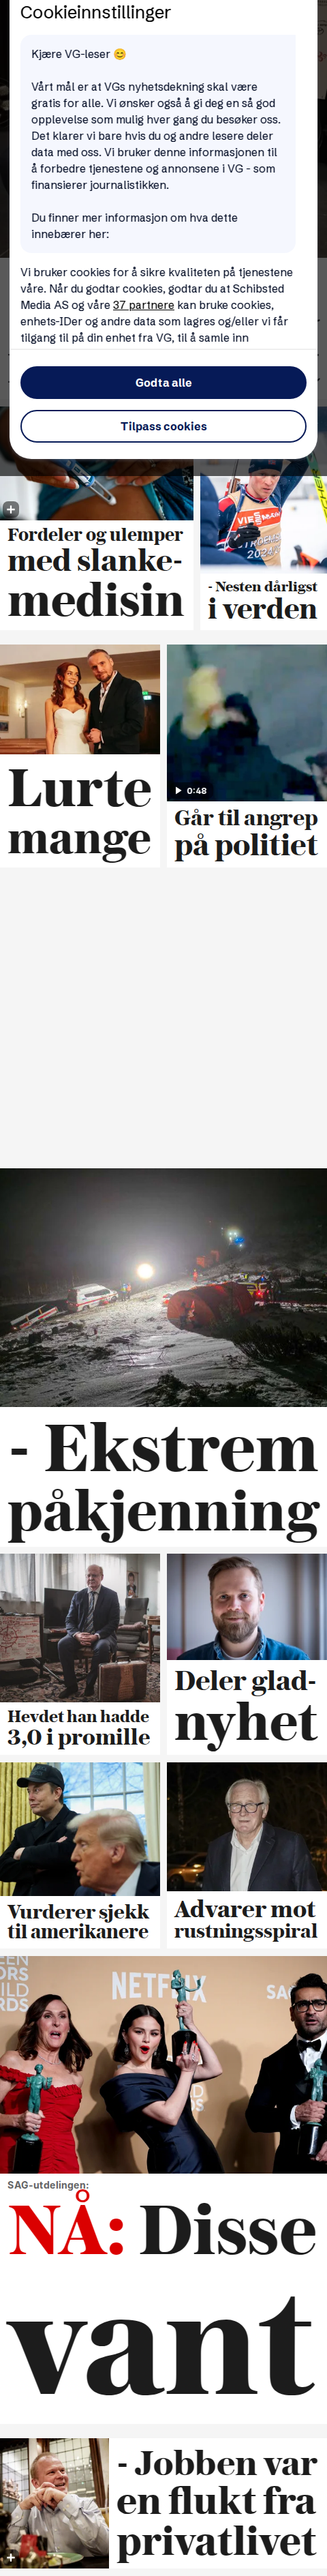 Cookieinnstillinger
Kjære VG-leser 😊
Vårt mål er at VGs nyhetsdekning skal være
gratis for alle. Vi ønsker også å gi deg en så god
opplevelse som mulig hver gang du besøker oss.
Det klarer vi bare hvis du og andre lesere deler
data med oss. Vi bruker denne informasjonen til
å forbedre tjenestene og annonsene i VG - som
finansierer journalistikken.
Du finner mer informasjon om hva dette
innebærer her:
Vi bruker cookies for å sikre kvaliteten på tjenestene
våre. Når du godtar cookies, godtar du at Schibsted
Media AS og våre 37 partnere kan bruke cookies,
enhets-IDer og andre data som lagres og/eller vi får
tilgang til på din enhet fra VG, til å samle inn
Godta alle
Tilpass cookies
VIESSMANN
Fordeler og ulemper
med slanke-
medisin
- Nesten dårligst
i verden
Lurte
mange
0:48
Går til angrep
på politiet
- Ekstrem
påkjenning
Hevdet han hadde
3,0 i promille
Deler glad-
nyhet
Vurderer sjekk
til amerikanere
Advarer mot
rustningsspiral
NETFLIX
SAG-utdelingen:
NÅ: Disse
vant
- Jobben var
en flukt fra
privatlivet